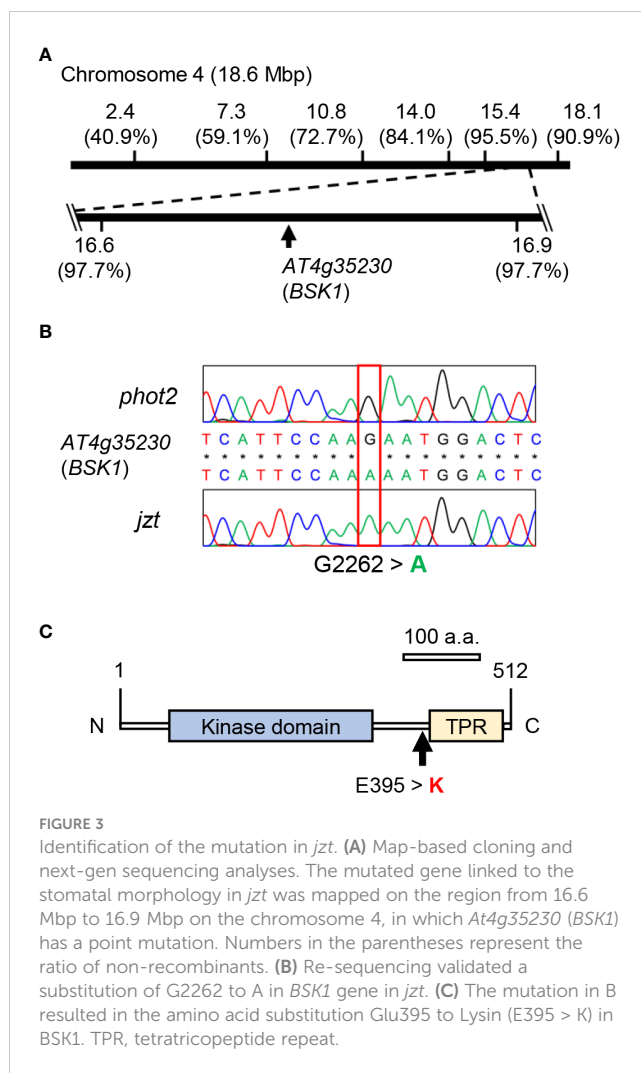 A
Chromosome 4 (18.6 Mbp)
2.4 7.3 10.8 14.0 15.4 18.1
(40.9%) (59.1%) (72.7%) (84.1%) (95.5%) (90.9%)
16.6 16.9
(97.7%) (97.7%)
AT4g35230
(BSK1)
B
phot2
AT4g35230
(BSK1)
T C A T T C C A A G A A T G G A C T C
* * * * * * * * * * * * * * * * * *
T C A T T C C A A A A A T G G A C T C
jzt
G2262 > A
C
100 a.a.
1 512
N Kinase domain TPR C
E395 > K
FIGURE 3
Identification of the mutation in jzt. (A) Map-based cloning and
next-gen sequencing analyses. The mutated gene linked to the
stomatal morphology in jzt was mapped on the region from 16.6
Mbp to 16.9 Mbp on the chromosome 4, in which At4g35230 (BSK1)
has a point mutation. Numbers in the parentheses represent the
ratio of non-recombinants. (B) Re-sequencing validated a
substitution of G2262 to A in BSK1 gene in jzt. (C) The mutation in B
resulted in the amino acid substitution Glu395 to Lysin (E395 > K) in
BSK1. TPR, tetratricopeptide repeat.